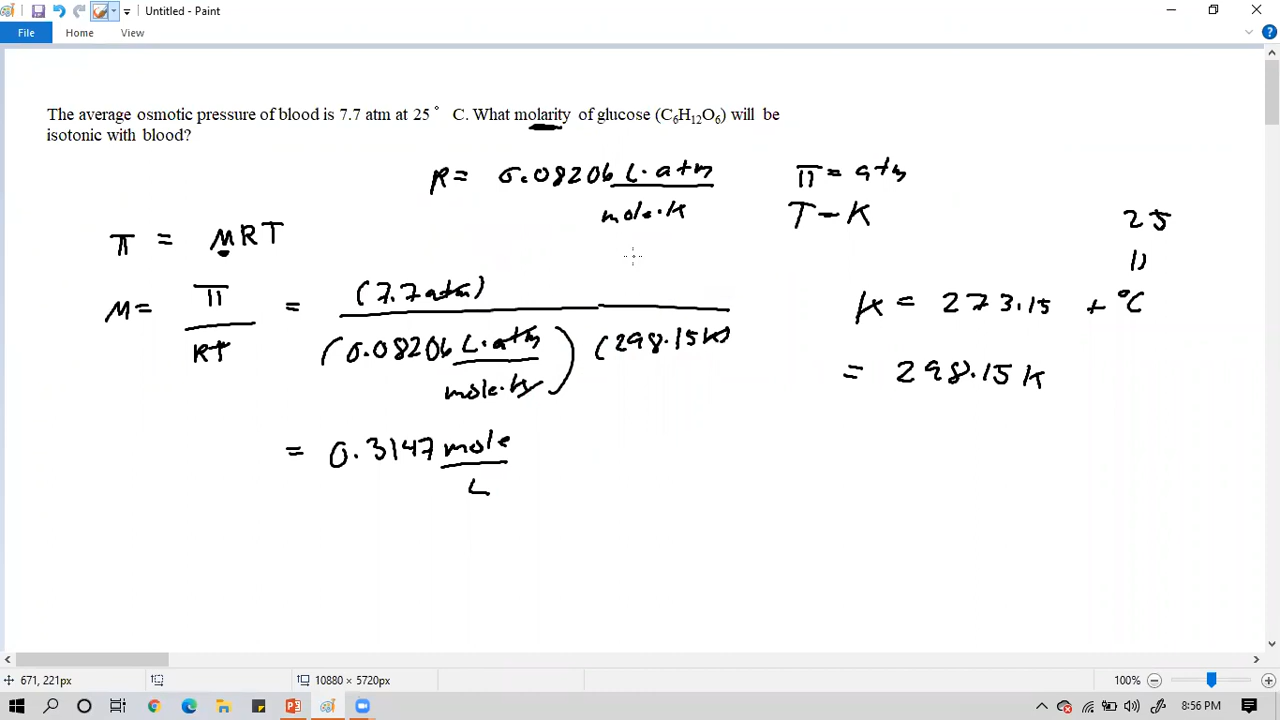 Untitled - Paint
File Home View
The average osmotic pressure of blood is 7.7 atm at 25° C. What molarity of glucose (C₆H₁₂O₆) will be
isotonic with blood?
R = 0.08206 L·atm
mole·K
π = atm
T - K
π = MRT
25
M = π = (7.7 atm)
RT (0.08206 L·atm (298.15 K)
mole·K)
K = 273.15 + °C
= 298.15 K
= 0.3147 mole
L
671, 221px 10880 × 5720px 100%
8:56 PM